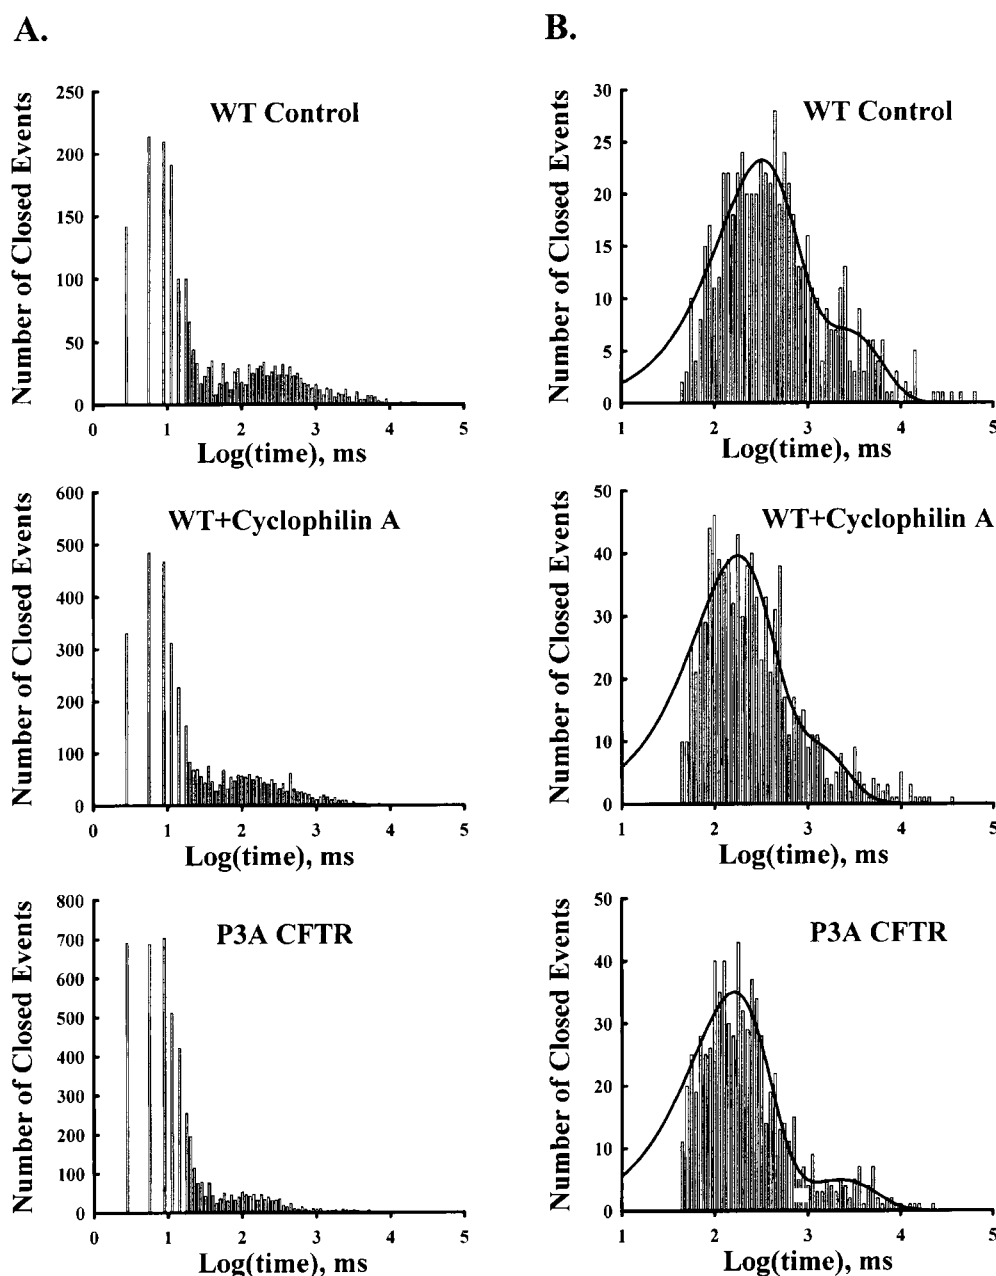 A.
WT Control
Number of Closed Events
250
200
150
100
50
0
0 1 2 3 4 5
Log(time), ms
WT+Cyclophilin A
Number of Closed Events
600
500
400
300
200
100
0
0 1 2 3 4 5
Log(time), ms
P3A CFTR
Number of Closed Events
800
700
600
500
400
300
200
100
0
0 1 2 3 4 5
Log(time), ms
B.
WT Control
Number of Closed Events
30
25
20
15
10
5
0
1 2 3 4 5
Log(time), ms
WT+Cyclophilin A
Number of Closed Events
50
40
30
20
10
0
1 2 3 4 5
Log(time), ms
P3A CFTR
Number of Closed Events
50
40
30
20
10
0
1 2 3 4 5
Log(time), ms